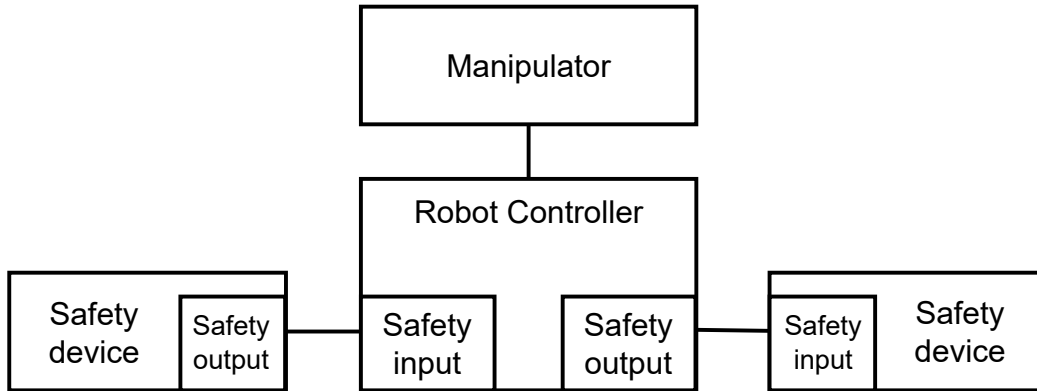 Manipulator
Robot Controller
Safety
device
Safety
output
Safety
input
Safety
output
Safety
input
Safety
device